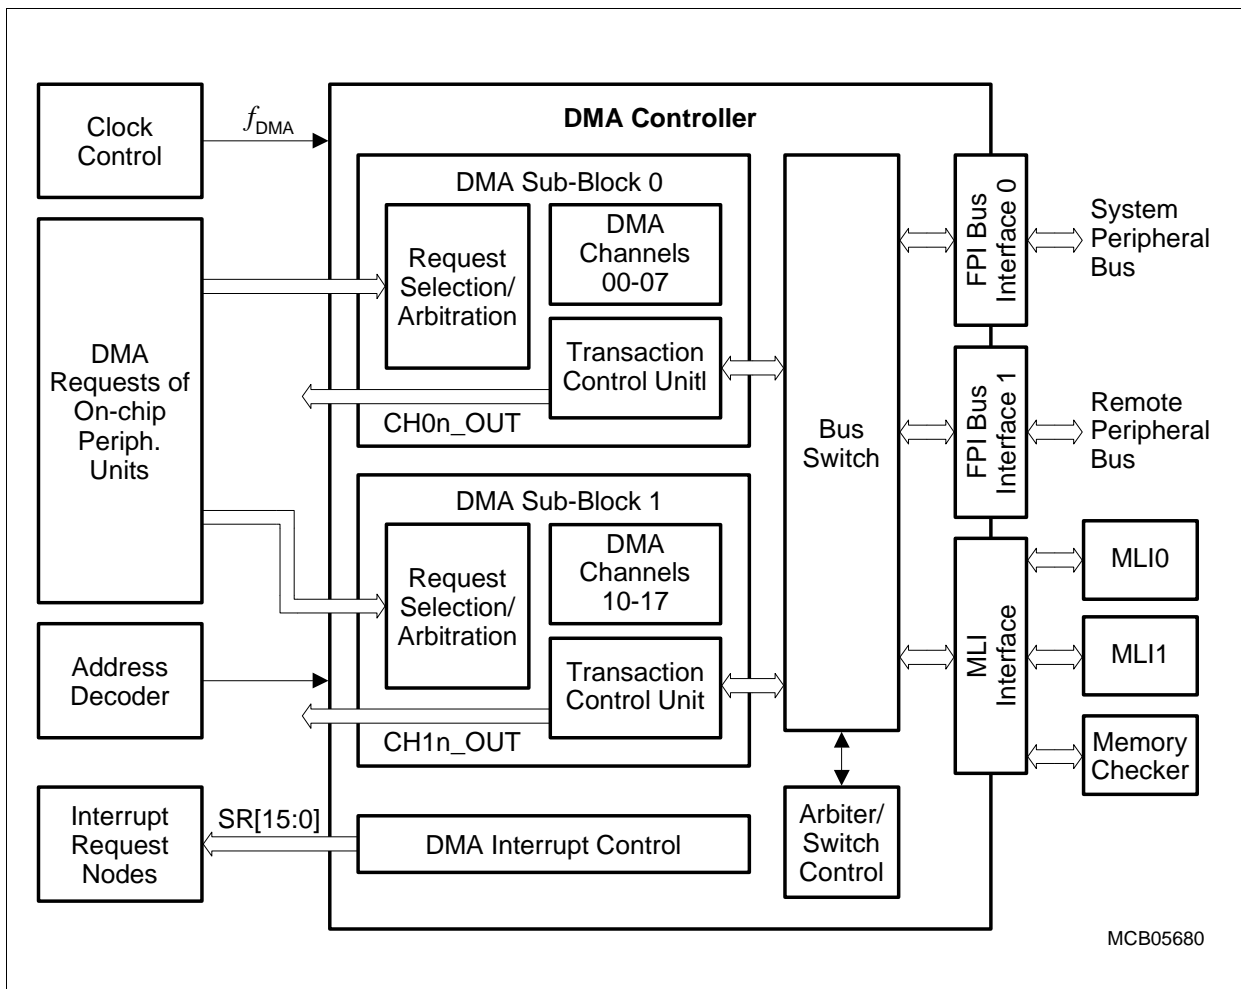 Clock
Control
f DMA
DMA Controller
DMA Sub-Block 0
Request
Selection/
Arbitration
DMA
Channels
00-07
Transaction
Control Unitl
CH0n_OUT
DMA
Requests of
On-chip
Periph.
Units
DMA Sub-Block 1
Request
Selection/
Arbitration
DMA
Channels
10-17
Transaction
Control Unit
CH1n_OUT
Address
Decoder
Interrupt
Request
Nodes
SR[15:0]
DMA Interrupt Control
Bus
Switch
Arbiter/
Switch
Control
FPI Bus
Interface 0
System
Peripheral
Bus
FPI Bus
Interface 1
Remote
Peripheral
Bus
MLI
Interface
MLI0
MLI1
Memory
Checker
MCB05680